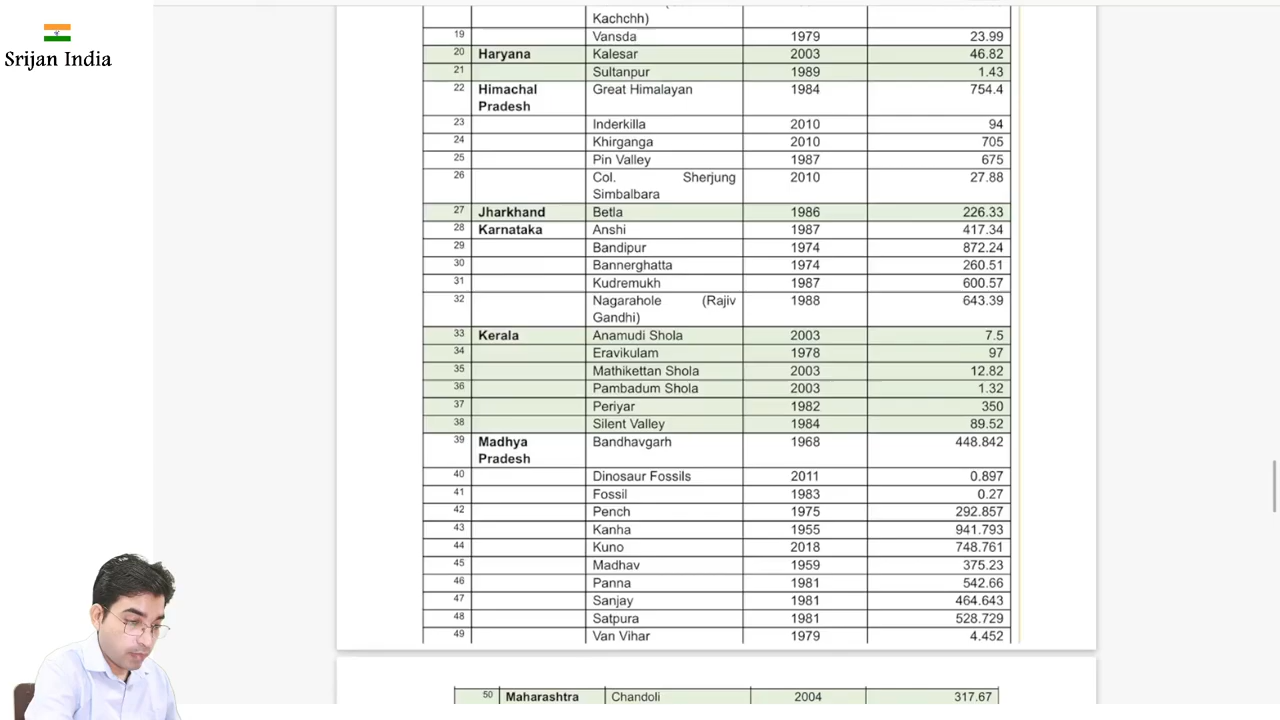 Srijan India
Kachchh)
19 Vansda 1979 23.99
20 Haryana Kalesar 2003 46.82
21 Sultanpur 1989 1.43
22 Himachal Great Himalayan 1984 754.4
Pradesh
23 Inderkilla 2010 94
24 Khirganga 2010 705
25 Pin Valley 1987 675
26 Col. Sherjung 2010 27.88
Simbalbara
27 Jharkhand Betla 1986 226.33
28 Karnataka Anshi 1987 417.34
29 Bandipur 1974 872.24
30 Bannerghatta 1974 260.51
31 Kudremukh 1987 600.57
32 Nagarahole (Rajiv 1988 643.39
Gandhi)
33 Kerala Anamudi Shola 2003 7.5
34 Eravikulam 1978 97
35 Mathikettan Shola 2003 12.82
36 Pambadum Shola 2003 1.32
37 Periyar 1982 350
38 Silent Valley 1984 89.52
39 Madhya Bandhavgarh 1968 448.842
Pradesh
40 Dinosaur Fossils 2011 0.897
41 Fossil 1983 0.27
42 Pench 1975 292.857
43 Kanha 1955 941.793
44 Kuno 2018 748.761
45 Madhav 1959 375.23
46 Panna 1981 542.66
47 Sanjay 1981 464.643
48 Satpura 1981 528.729
49 Van Vihar 1979 4.452
50 Maharashtra Chandoli 2004 317.67